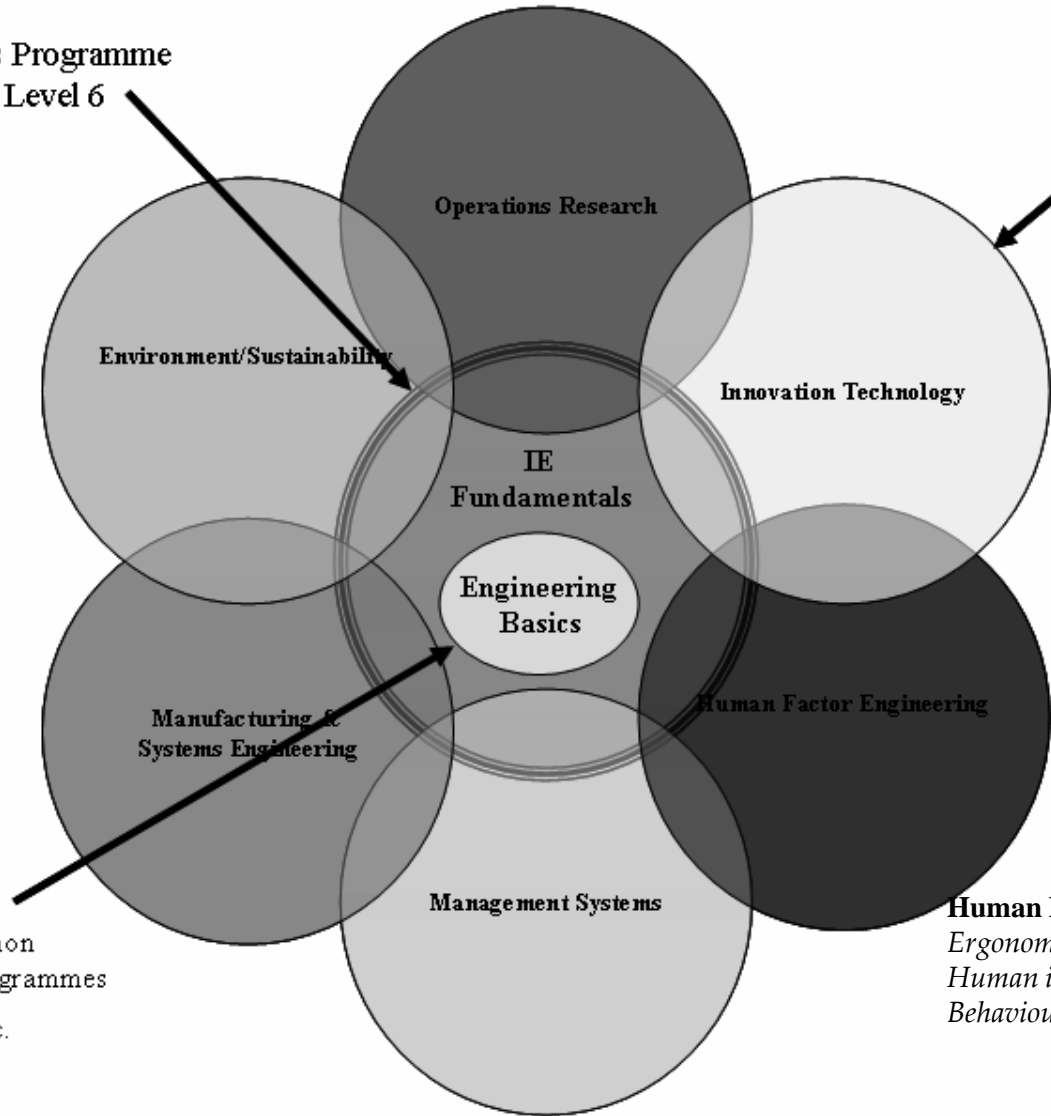 Programme
Level 6
Operations Research
Environment/Sustainability
Innovation Technology
IE
Fundamentals
Engineering
Basics
Human Factor Engineering
Manufacturing &
Systems Engineering
Management Systems
Human
Ergonom
Human i
Behaviou
on
grammes